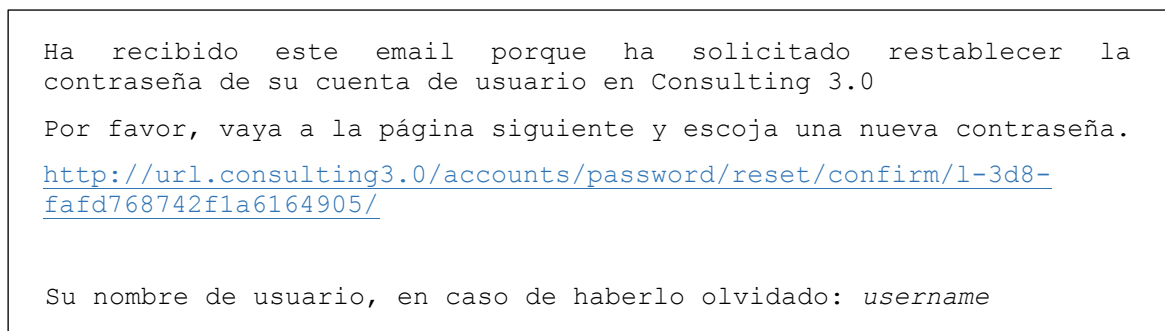 Ha recibido este email porque ha solicitado restablecer la
contraseña de su cuenta de usuario en Consulting 3.0
Por favor, vaya a la página siguiente y escoja una nueva contraseña.
http://url.consulting3.0/accounts/password/reset/confirm/l-3d8-
fafd768742f1a6164905/
Su nombre de usuario, en caso de haberlo olvidado: username